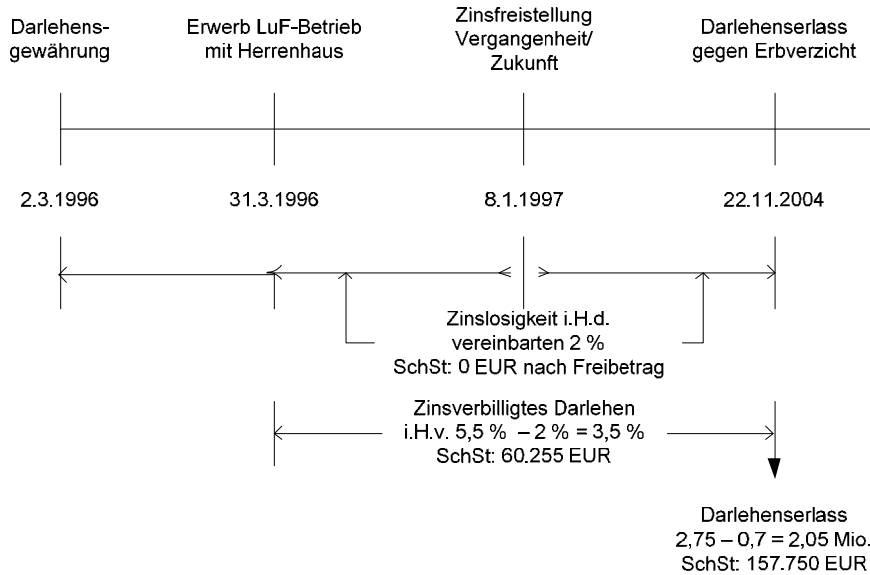 Darlehens-
gewährung
Erwerb LuF-Betrieb
mit Herrenhaus
Zinsfreistellung
Vergangenheit/
Zukunft
Darlehenserlass
gegen Erbverzicht
2.3.1996
31.3.1996
8.1.1997
22.11.2004
Zinslosigkeit i.H.d.
vereinbarten 2 %
SchSt: 0 EUR nach Freibetrag
Zinsverbilligtes Darlehen
i.H.v. 5,5 % – 2 % = 3,5 %
SchSt: 60.255 EUR
Darlehenserlass
2,75 – 0,7 = 2,05 Mio.
SchSt: 157.750 EUR